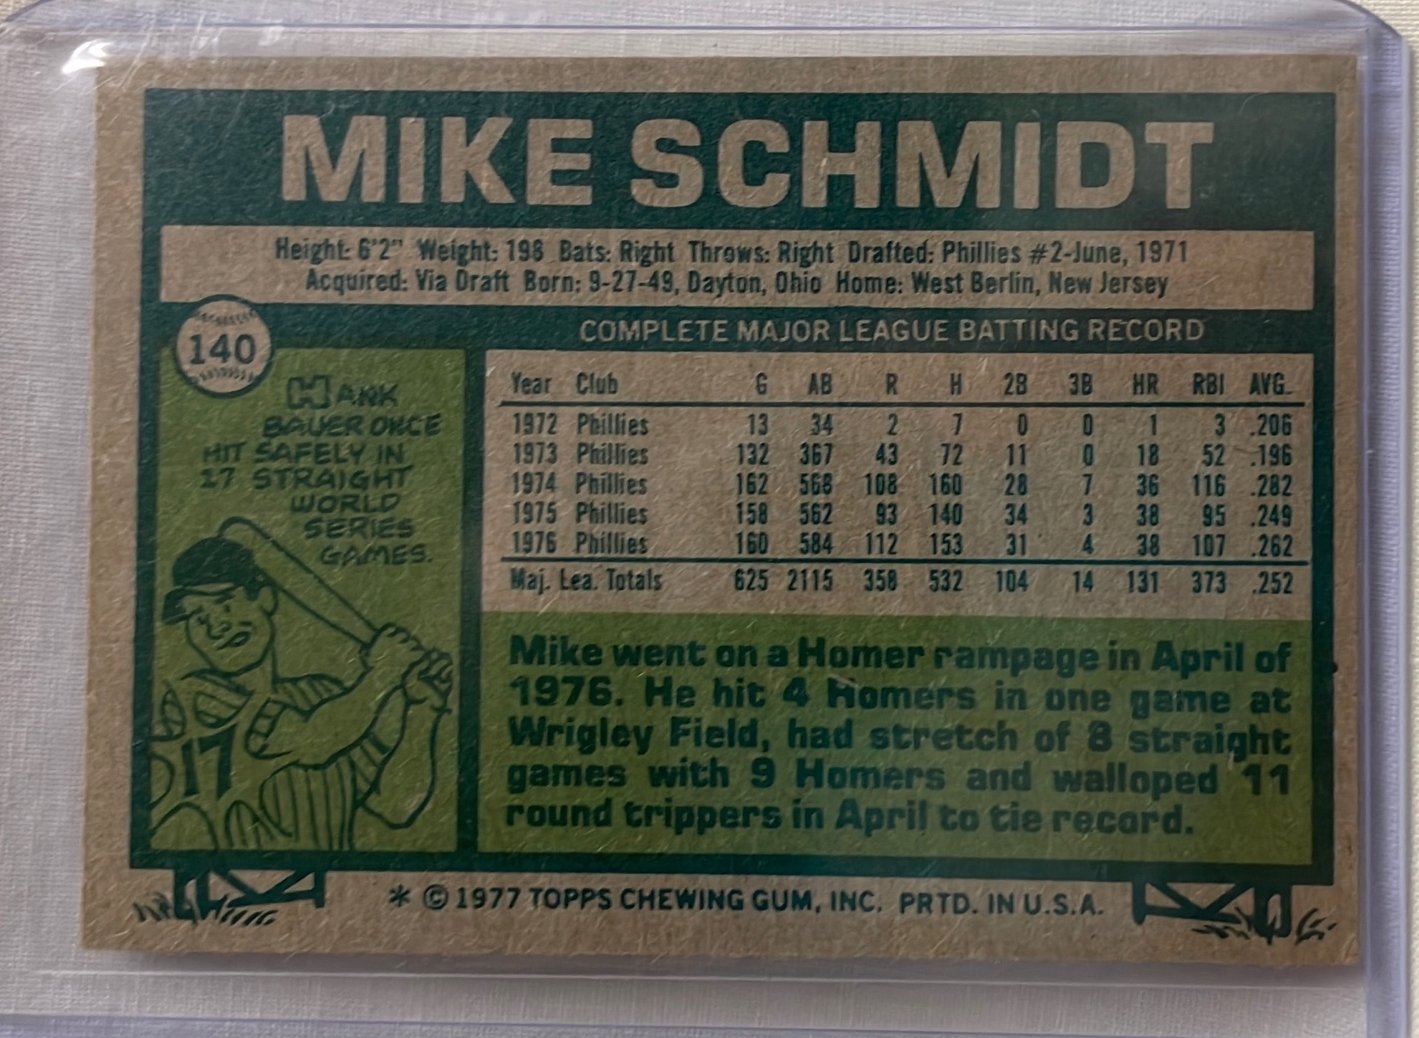 MIKE SCHMIDT
Height: 6'2" Weight: 198 Bats: Right Throws: Right Drafted: Phillies #2-June, 1971
Acquired: Via Draft Born: 9-27-49, Dayton, Ohio Home: West Berlin, New Jersey
140
HANK
BAUER ONCE
HIT SAFELY IN
17 STRAIGHT
WORLD
SERIES
GAMES.
17
COMPLETE MAJOR LEAGUE BATTING RECORD
Year Club G AB R H 2B 3B HR RBI AVG.
1972 Phillies 13 34 2 7 0 0 1 3 .206
1973 Phillies 132 367 43 72 11 0 18 52 .196
1974 Phillies 162 568 108 160 28 7 36 116 .282
1975 Phillies 158 562 93 140 34 3 38 95 .249
1976 Phillies 160 584 112 153 31 4 38 107 .262
Maj. Lea. Totals 625 2115 358 532 104 14 131 373 .252
Mike went on a Homer rampage in April of
1976. He hit 4 Homers in one game at
Wrigley Field, had stretch of 8 straight
games with 9 Homers and walloped 11
round trippers in April to tie record.
* © 1977 TOPPS CHEWING GUM, INC. PRTD. IN U.S.A.